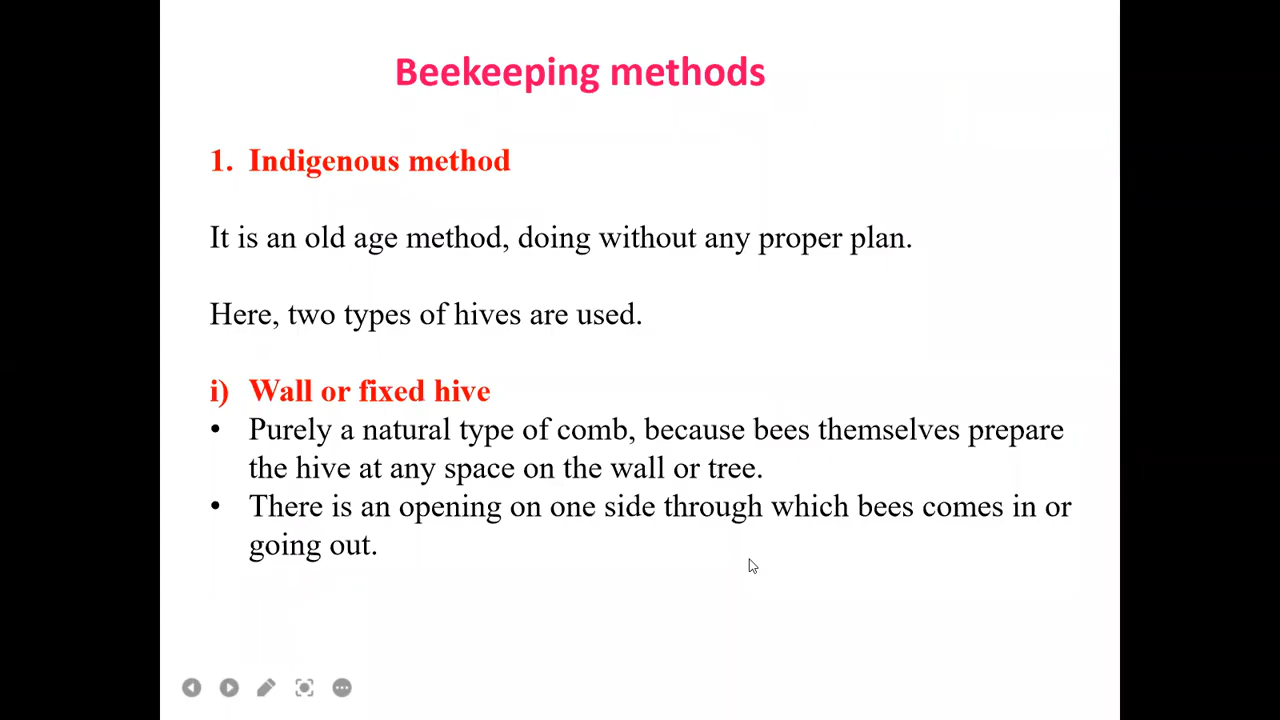 Beekeeping methods
1. Indigenous method
It is an old age method, doing without any proper plan.
Here, two types of hives are used.
i) Wall or fixed hive
• Purely a natural type of comb, because bees themselves prepare
the hive at any space on the wall or tree.
• There is an opening on one side through which bees comes in or
going out.